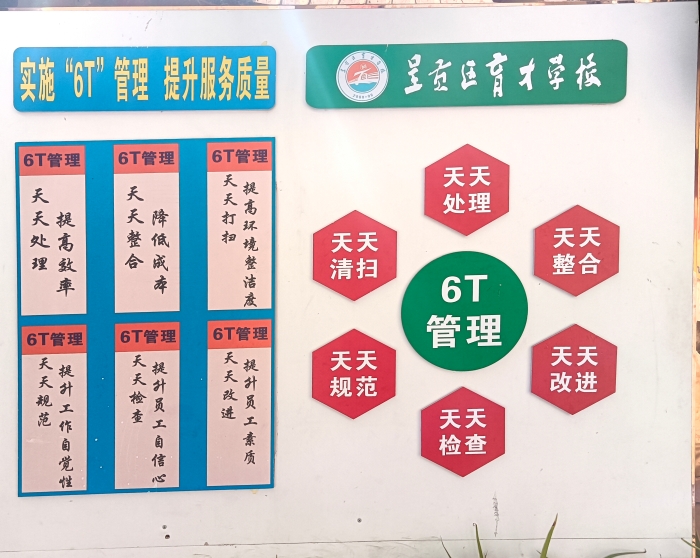 实施“6T”管理 提升服务质量
呈贡区育才学校
6T管理
天天处理
提高效率
6T管理
天天整合
降低成本
6T管理
天天打扫
提高环境整洁度
6T管理
天天规范
提升工作自觉性
6T管理
天天检查
提升员工自信心
6T管理
天天改进
提升员工素质
天天
处理
天天
清扫
天天
整合
6T
管理
天天
规范
天天
改进
天天
检查